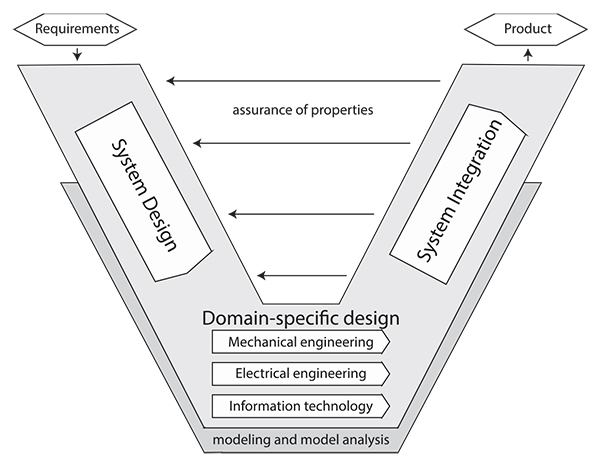 Requirements
Product
assurance of properties
System Design
System Integration
Domain-specific design
Mechanical engineering
Electrical engineering
Information technology
modeling and model analysis